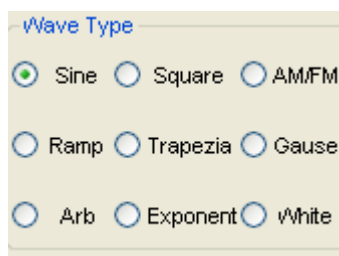 Wave Type
Sine Square AM/FM
Ramp Trapezia Gause
Arb Exponent White